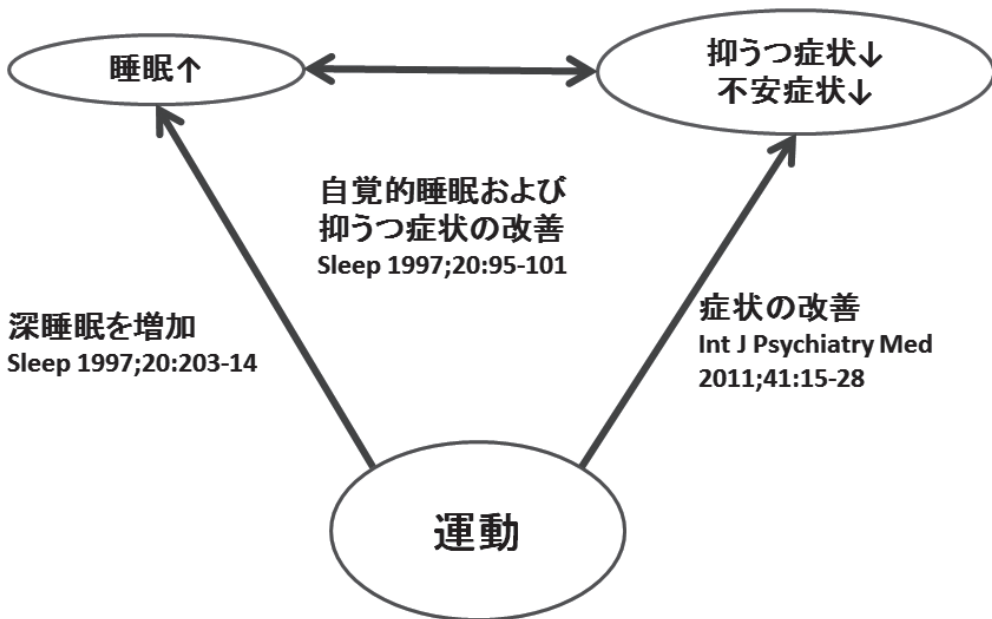 睡眠↑
抑うつ症状↓
不安症状↓
自覚的睡眠および
抑うつ症状の改善
Sleep 1997;20:95-101
深睡眠を増加
Sleep 1997;20:203-14
症状の改善
Int J Psychiatry Med
2011;41:15-28
運動